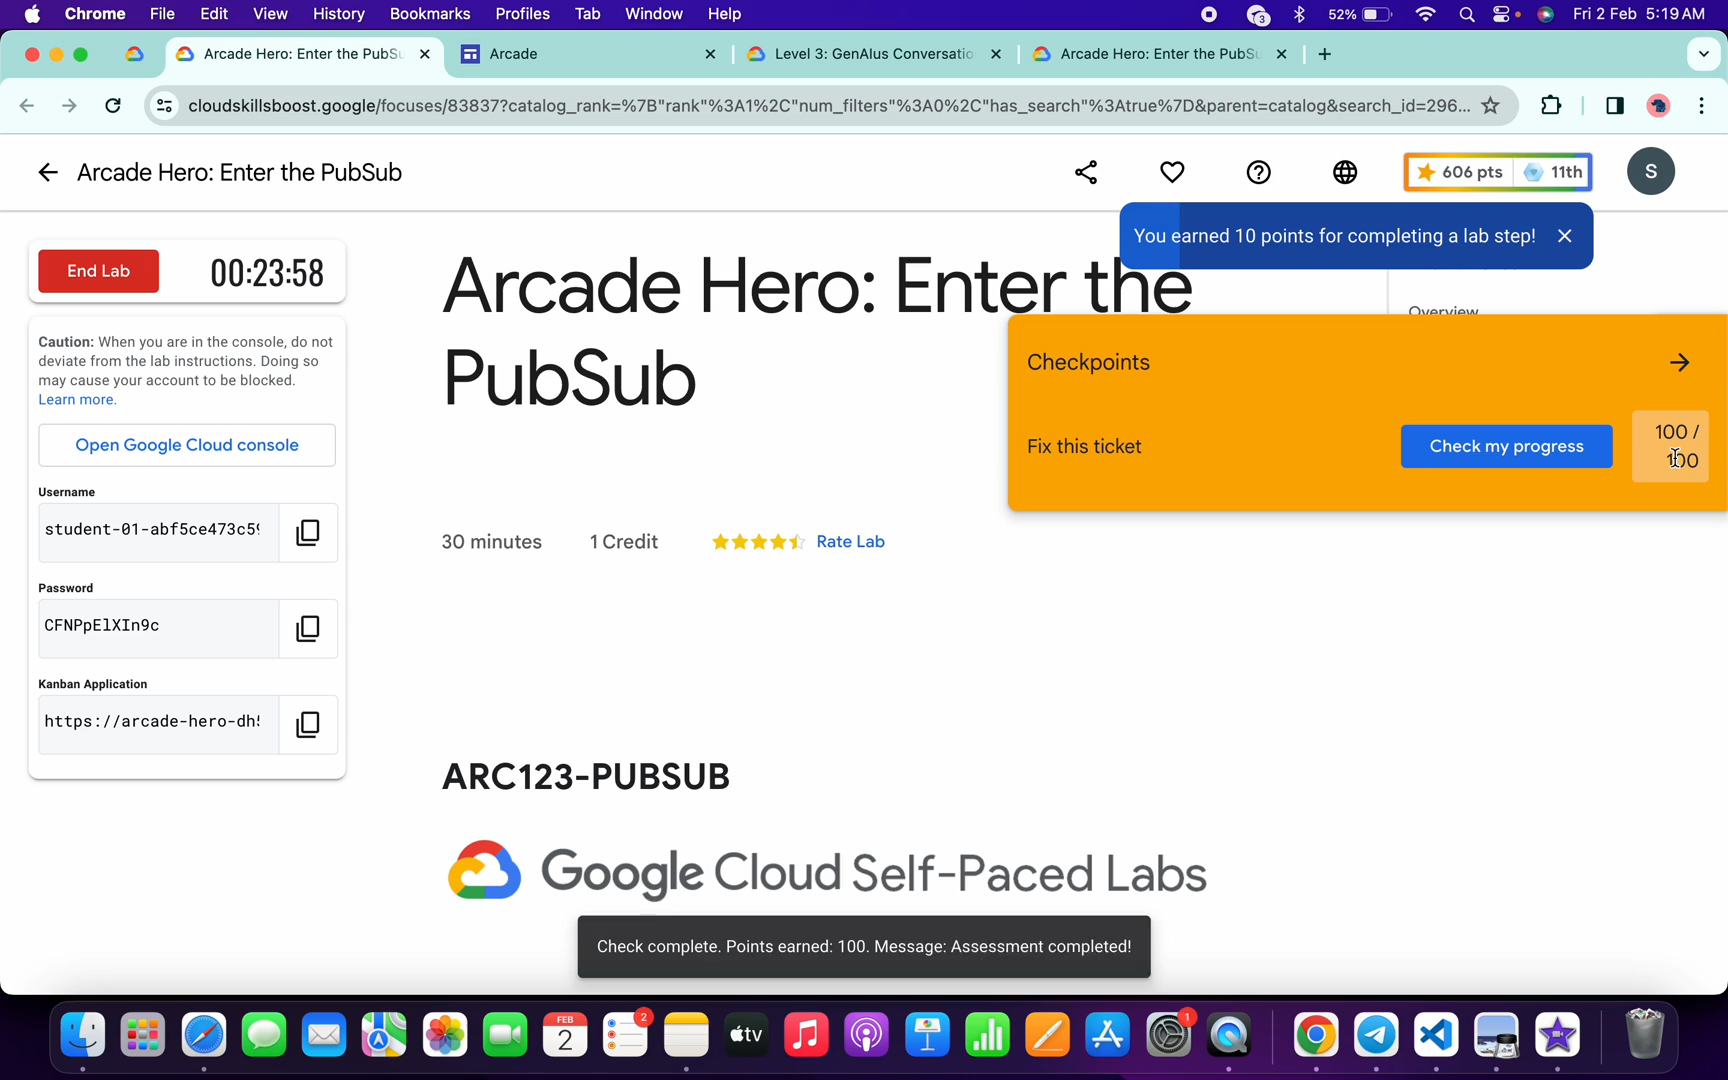 Chrome File Edit View History Bookmarks Profiles Tab Window Help
3 52% Fri 2 Feb 5:19 AM
Arcade Hero: Enter the PubSu
Arcade
Level 3: GenAIus Conversatio
Arcade Hero: Enter the PubSu
cloudskillsboost.google/focuses/83837?catalog_rank=%7B"rank"%3A1%2C"num_filters"%3A0%2C"has_search"%3Atrue%7D&parent=catalog&search_id=296...
Arcade Hero: Enter the PubSub
606 pts 11th S
You earned 10 points for completing a lab step!
End Lab 00:23:58
Caution: When you are in the console, do not
deviate from the lab instructions. Doing so
may cause your account to be blocked.
Learn more.
Open Google Cloud console
Username
student-01-abf5ce473c59
Password
CFNPpElXIn9c
Kanban Application
https://arcade-hero-dh5
Arcade Hero: Enter the
PubSub
Overview
Checkpoints
Fix this ticket Check my progress 100 /
100
30 minutes 1 Credit Rate Lab
ARC123-PUBSUB
Google Cloud Self-Paced Labs
Check complete. Points earned: 100. Message: Assessment completed!
FEB
2
2
tv
1